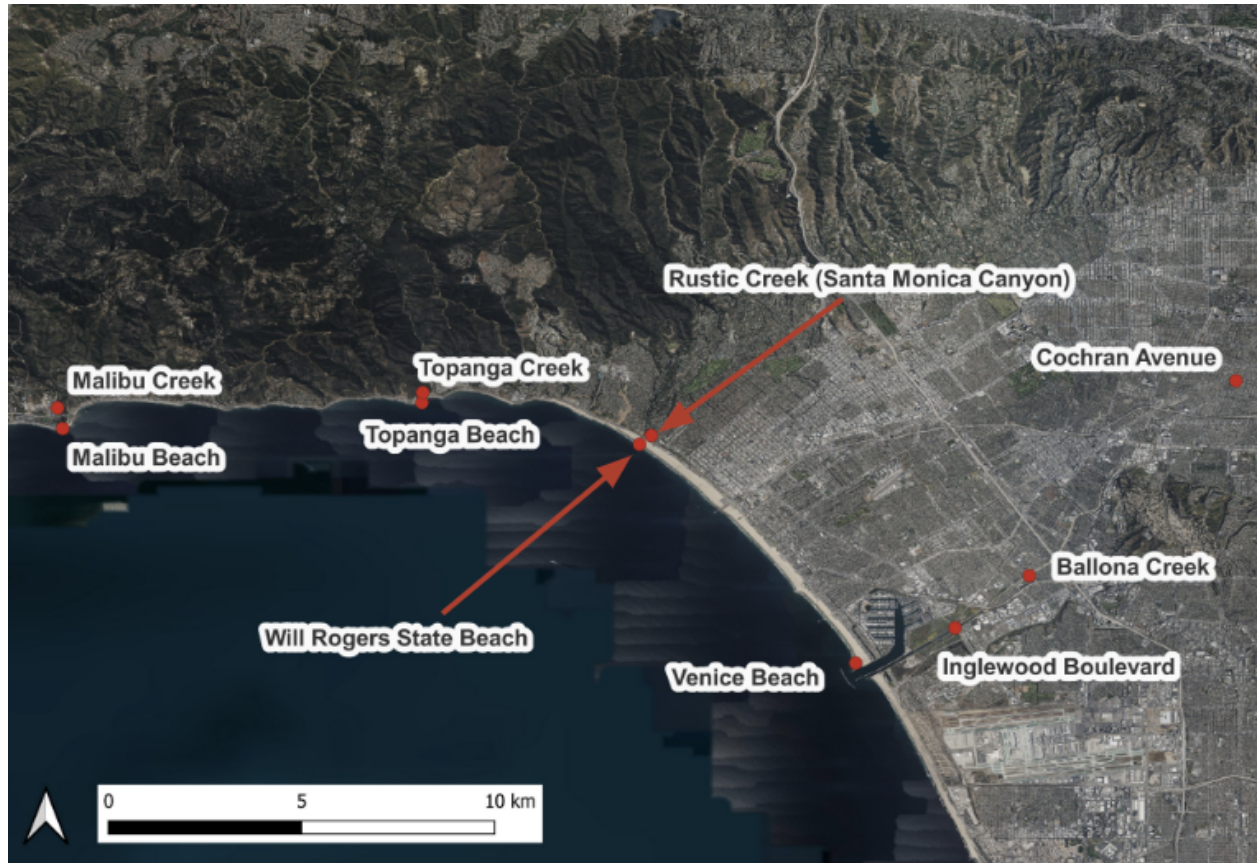 Rustic Creek (Santa Monica Canyon)
Cochran Avenue
Topanga Creek
Malibu Creek
Topanga Beach
Malibu Beach
Ballona Creek
Will Rogers State Beach
Inglewood Boulevard
Venice Beach
0 5 10 km